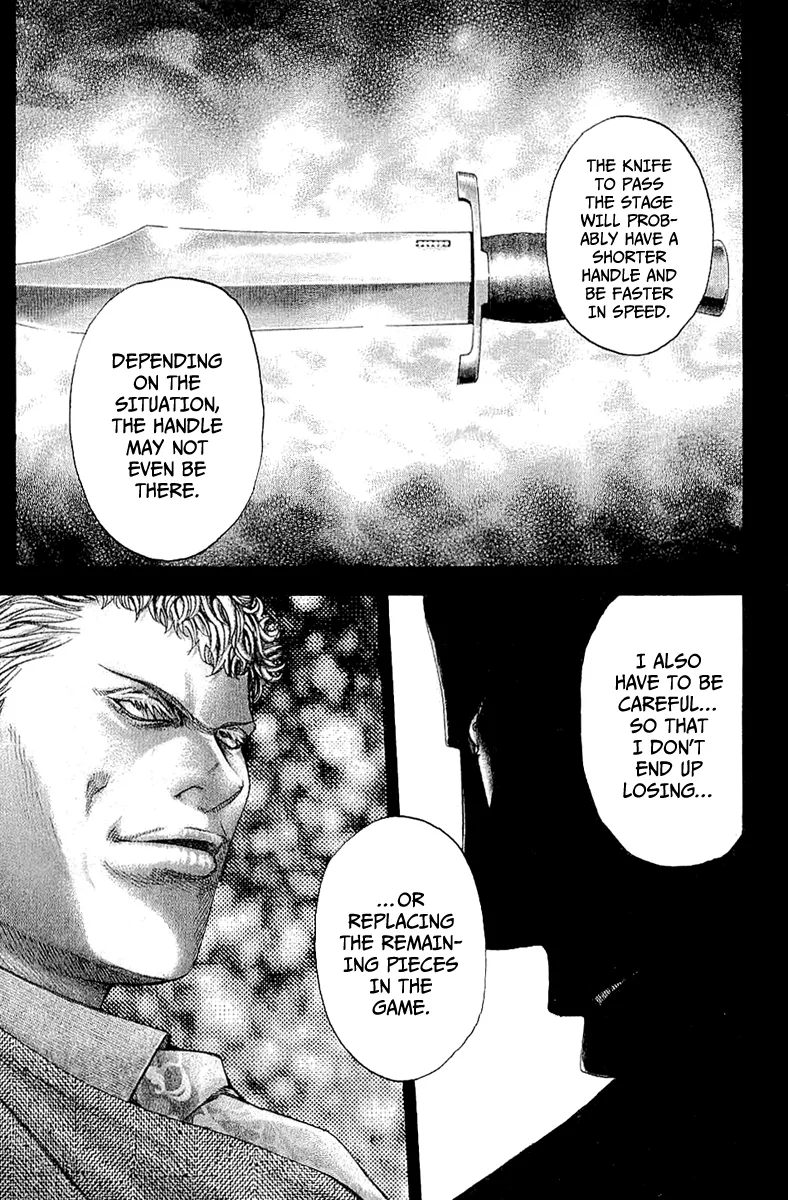 THE KNIFE
TO PASS
THE STAGE
WILL PROB-
ABLY HAVE A
SHORTER
HANDLE AND
BE FASTER
IN SPEED.
DEPENDING
ON THE
SITUATION,
THE HANDLE
MAY NOT
EVEN BE
THERE.
I ALSO
HAVE TO BE
CAREFUL...
SO THAT
I DON'T
END UP
LOSING...
...OR
REPLACING
THE REMAIN-
ING PIECES
IN THE
GAME.